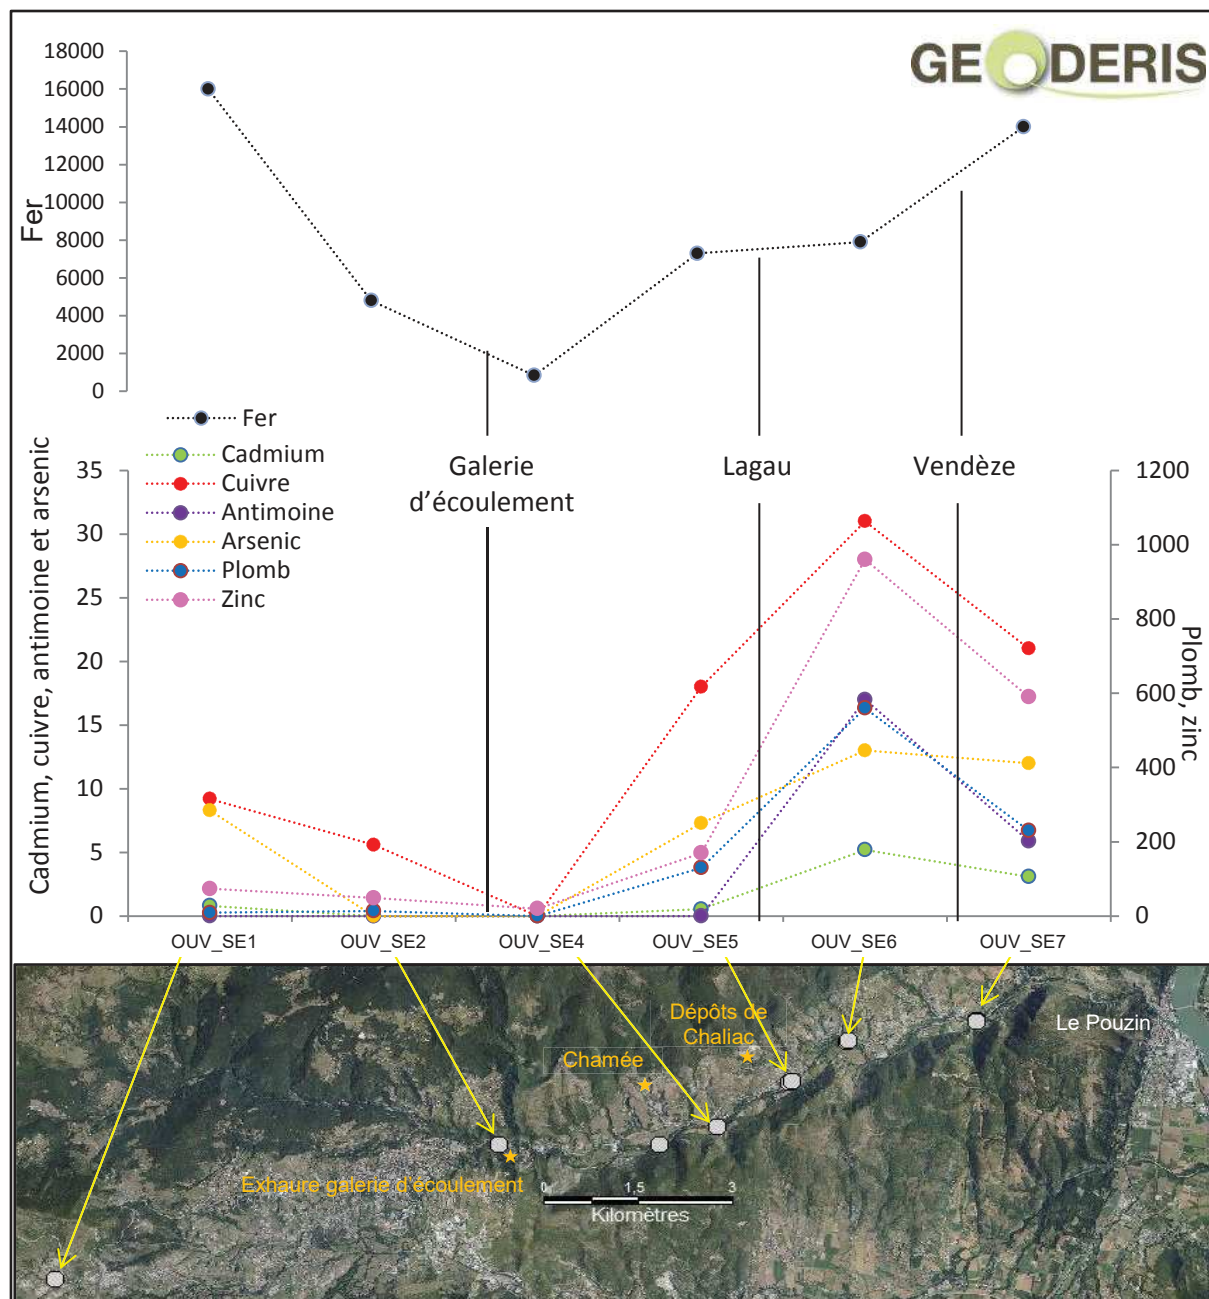 GEODERIS
18000
16000
14000
12000
10000
8000
6000
4000
2000
0
Fer
Fer
Cadmium
Cuivre
Antimoine
Arsenic
Plomb
Zinc
Galerie
d'écoulement
Lagau
Vendèze
35
30
25
20
15
10
5
0
Cadmium, cuivre, antimoine et arsenic
1200
1000
800
600
400
200
0
Plomb, zinc
OUV_SE1
OUV_SE2
OUV_SE4
OUV_SE5
OUV_SE6
OUV_SE7
Dépôts de
Chaliac
Chamée
Le Pouzin
Exhaure galerie d'écoulement
0 1,5 3
Kilomètres